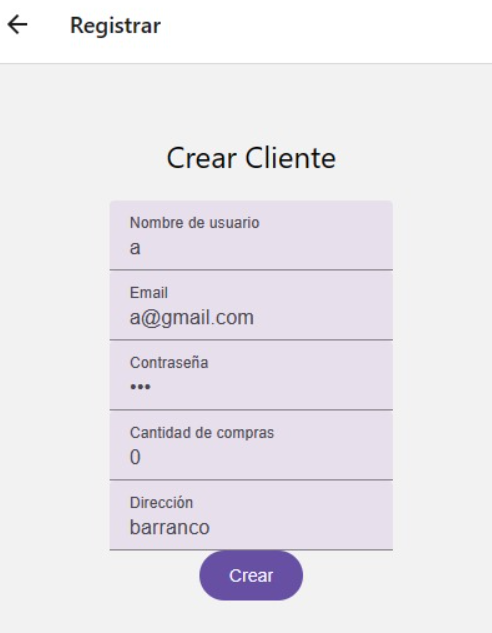 Registrar
Crear Cliente
Nombre de usuario
a
Email
a@gmail.com
Contraseña
•••
Cantidad de compras
0
Dirección
barranco
Crear